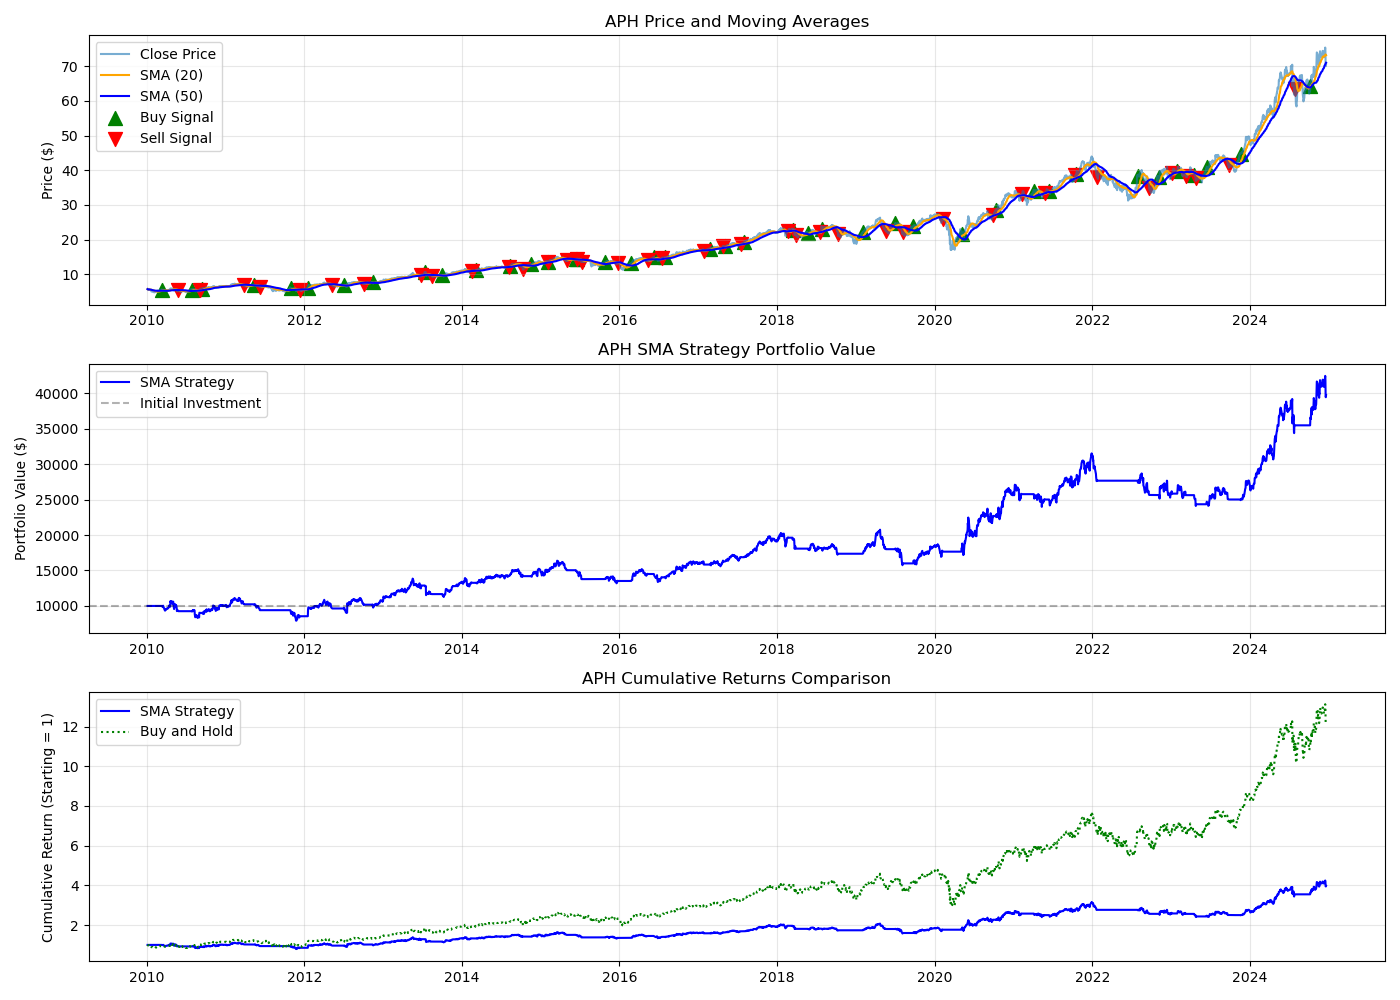 APH Price and Moving Averages
Close Price
SMA (20)
SMA (50)
Buy Signal
Sell Signal
Price ($)
70
60
50
40
30
20
10
2010 2012 2014 2016 2018 2020 2022 2024
APH SMA Strategy Portfolio Value
SMA Strategy
Initial Investment
Portfolio Value ($)
40000
35000
30000
25000
20000
15000
10000
2010 2012 2014 2016 2018 2020 2022 2024
APH Cumulative Returns Comparison
SMA Strategy
Buy and Hold
Cumulative Return (Starting = 1)
12
10
8
6
4
2
2010 2012 2014 2016 2018 2020 2022 2024